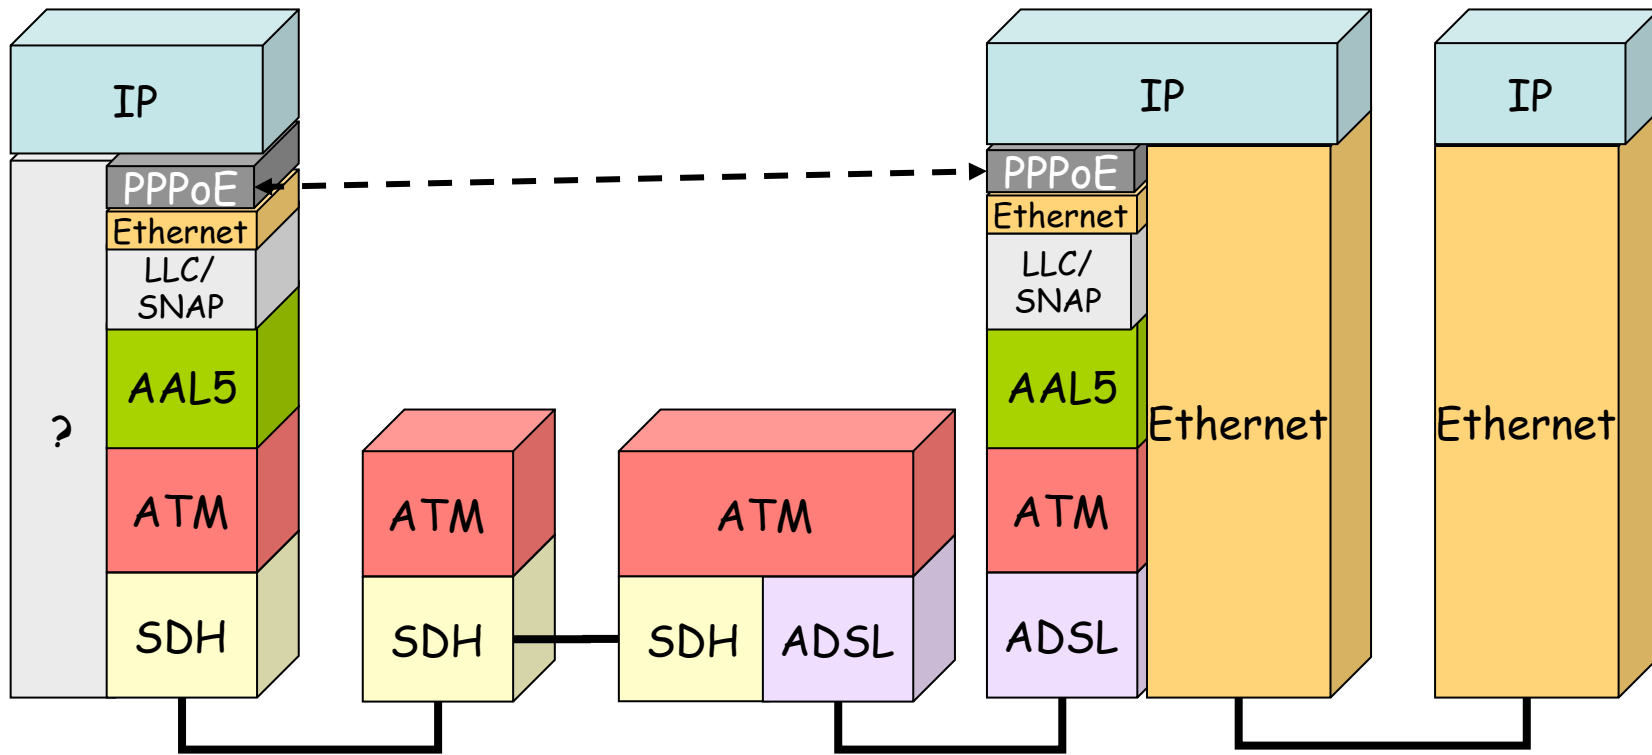 IP
PPPoE
Ethernet
LLC/
SNAP
AAL5
?
ATM
SDH
ATM
SDH
ATM
SDH
ADSL
IP
PPPoE
Ethernet
LLC/
SNAP
AAL5
ATM
ADSL
Ethernet
IP
Ethernet